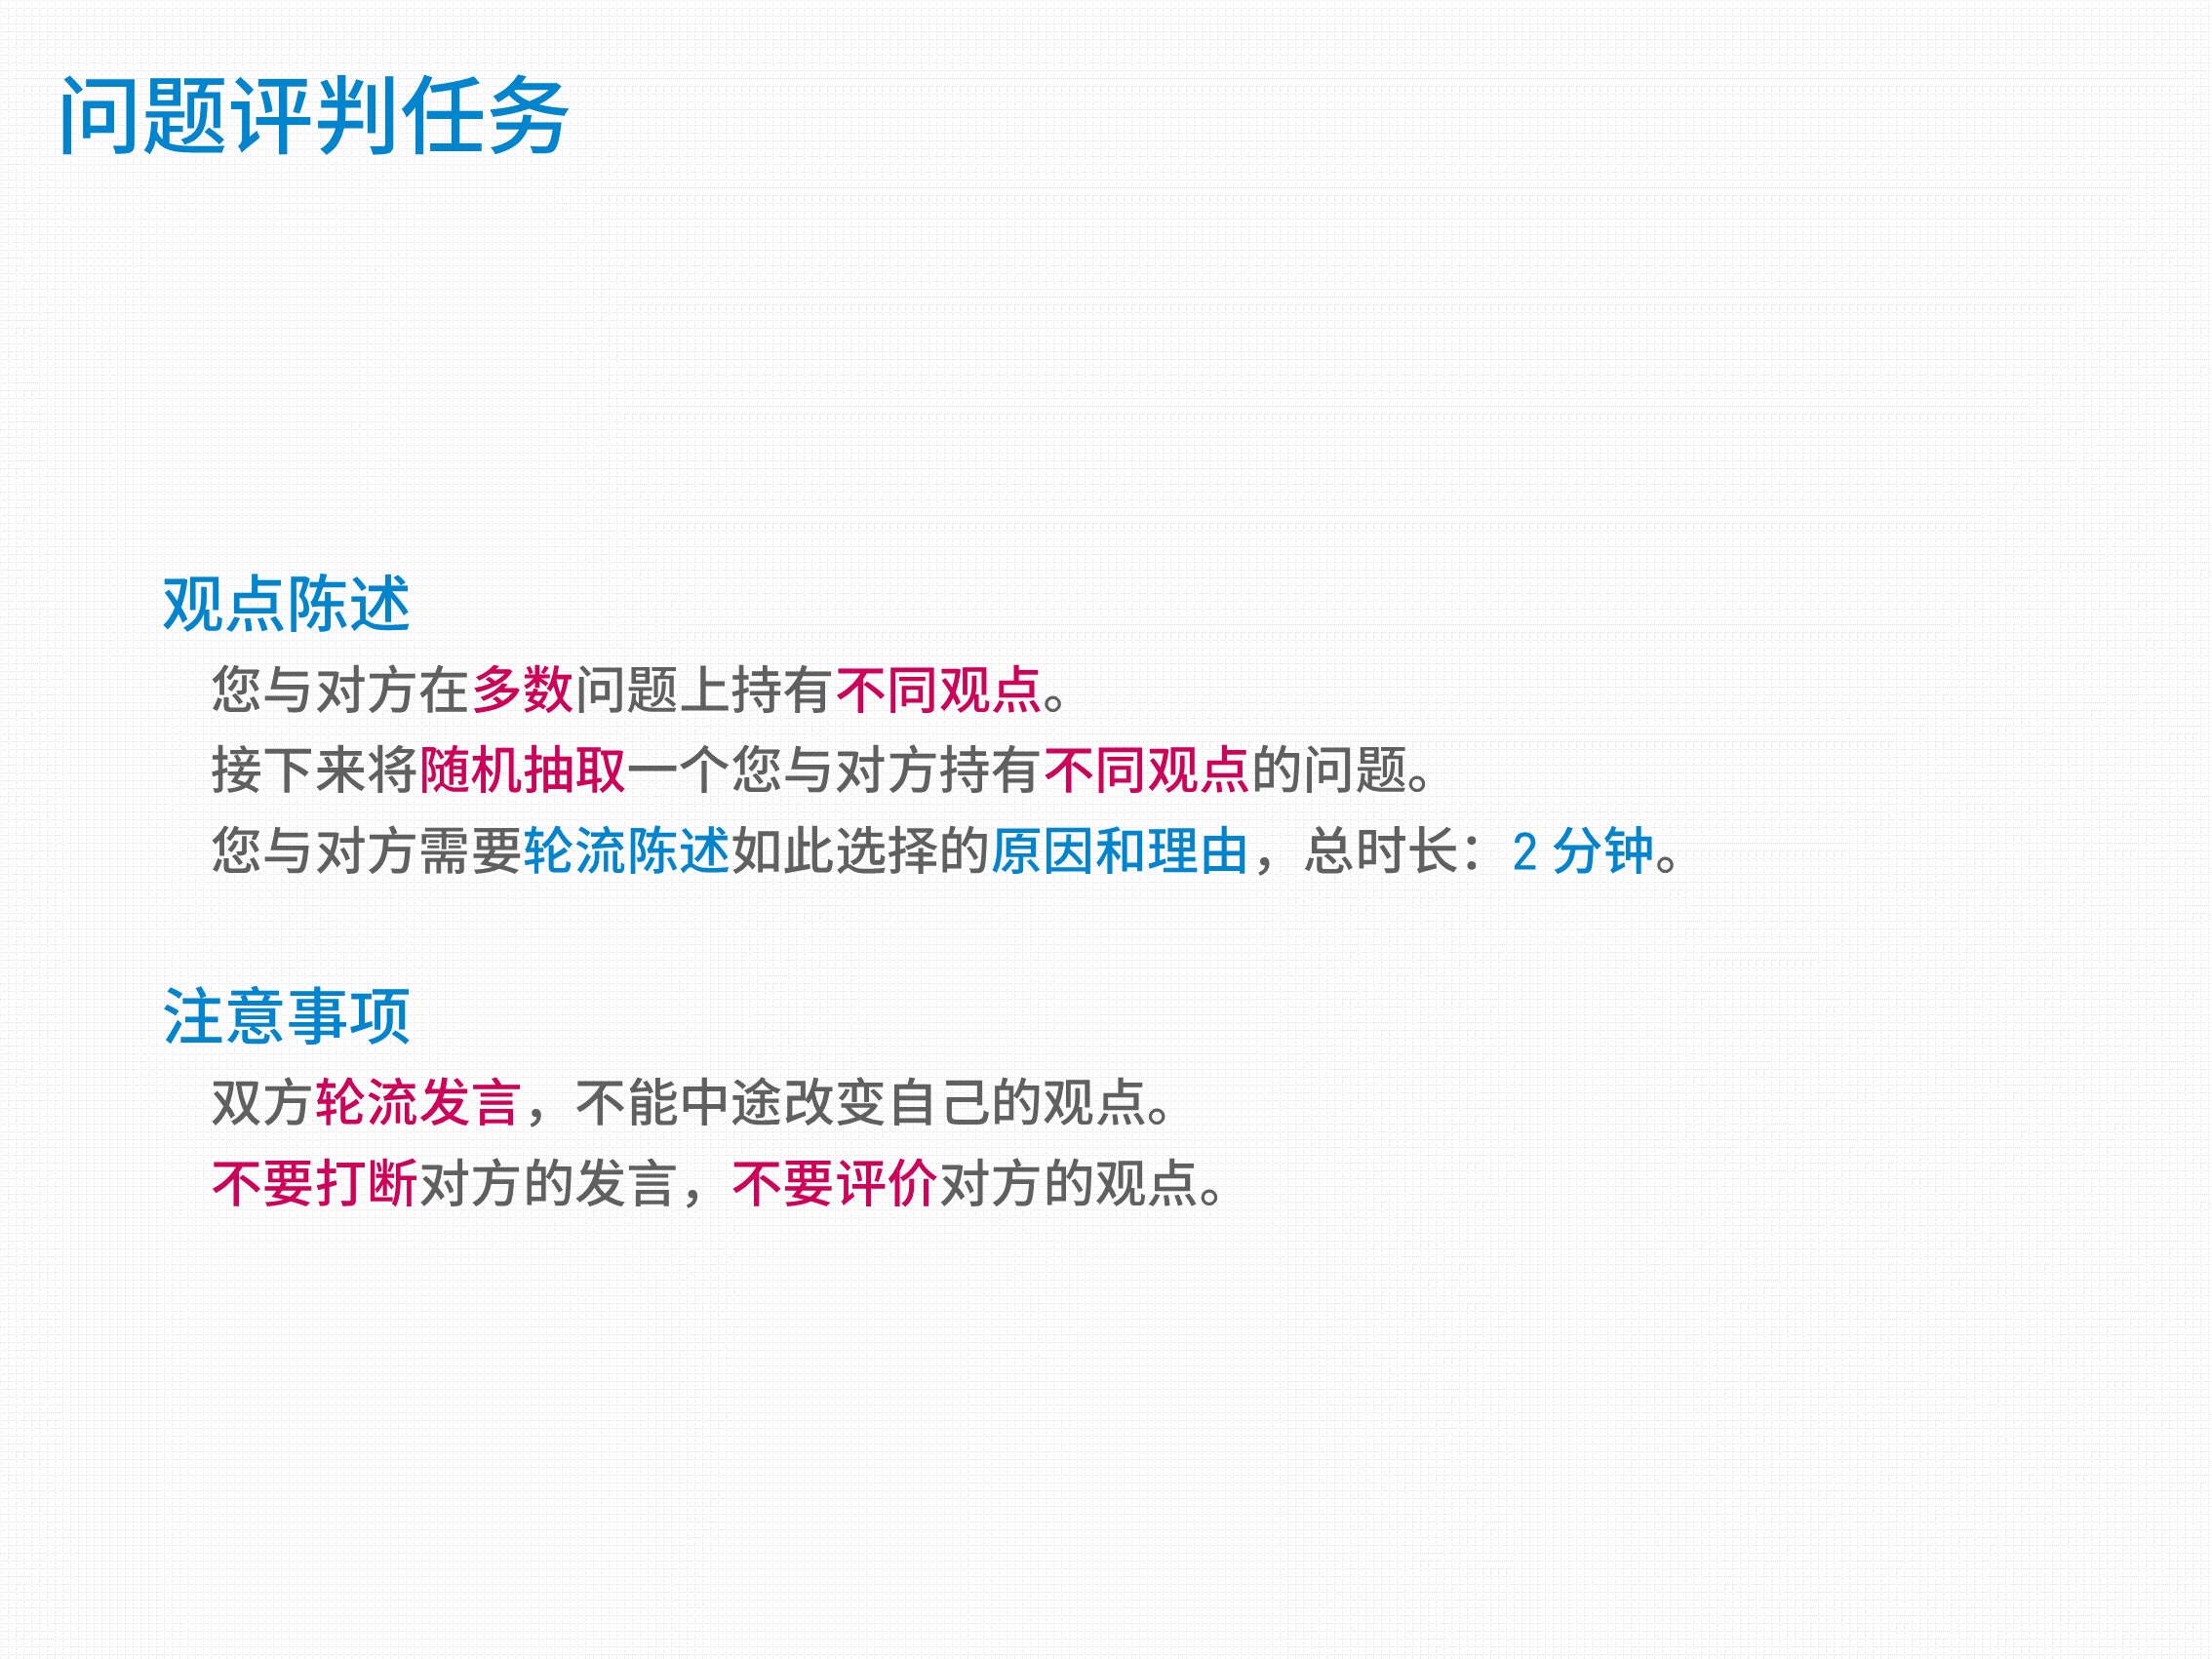 问题评判任务
观点陈述
您与对方在多数问题上持有不同观点。
接下来将随机抽取一个您与对方持有不同观点的问题。
您与对方需要轮流陈述如此选择的原因和理由，总时长：2 分钟。
注意事项
双方轮流发言，不能中途改变自己的观点。
不要打断对方的发言，不要评价对方的观点。